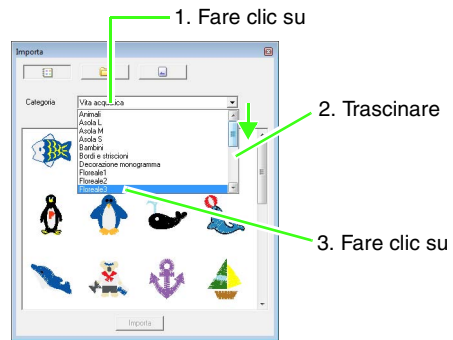 1. Fare clic su
Importa
Categoria
Vita acquatica
Animali
Asola L
Asola M
Asola S
Bambini
Bordi e striscioni
Decorazione monogramma
Floreale1
Floreale2
Floreale3
2. Trascinare
3. Fare clic su
Importa